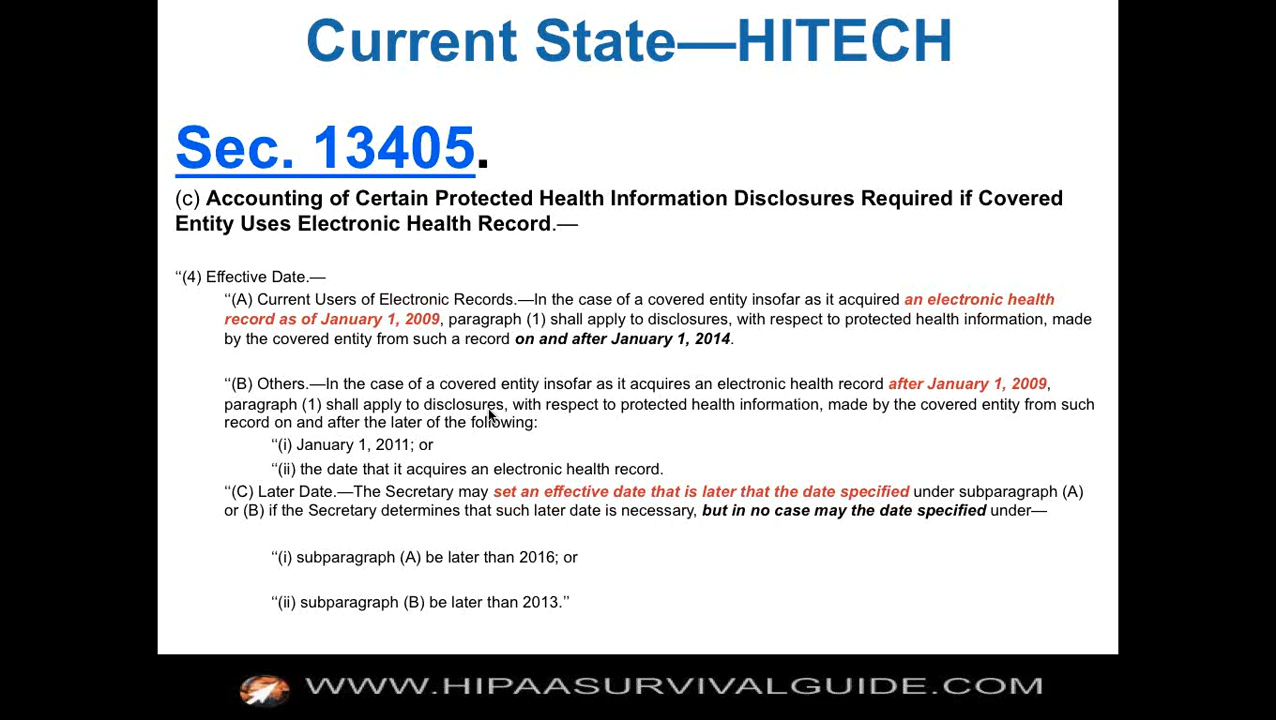 Current State—HITECH
Sec. 13405.
(c) Accounting of Certain Protected Health Information Disclosures Required if Covered
Entity Uses Electronic Health Record.—
‘‘(4) Effective Date.—
‘‘(A) Current Users of Electronic Records.—In the case of a covered entity insofar as it acquired an electronic health
record as of January 1, 2009, paragraph (1) shall apply to disclosures, with respect to protected health information, made
by the covered entity from such a record on and after January 1, 2014.
‘‘(B) Others.—In the case of a covered entity insofar as it acquires an electronic health record after January 1, 2009,
paragraph (1) shall apply to disclosures, with respect to protected health information, made by the covered entity from such
record on and after the later of the following:
‘‘(i) January 1, 2011; or
‘‘(ii) the date that it acquires an electronic health record.
‘‘(C) Later Date.—The Secretary may set an effective date that is later that the date specified under subparagraph (A)
or (B) if the Secretary determines that such later date is necessary, but in no case may the date specified under—
‘‘(i) subparagraph (A) be later than 2016; or
‘‘(ii) subparagraph (B) be later than 2013.’’
WWW.HIPAASURVIVALGUIDE.COM